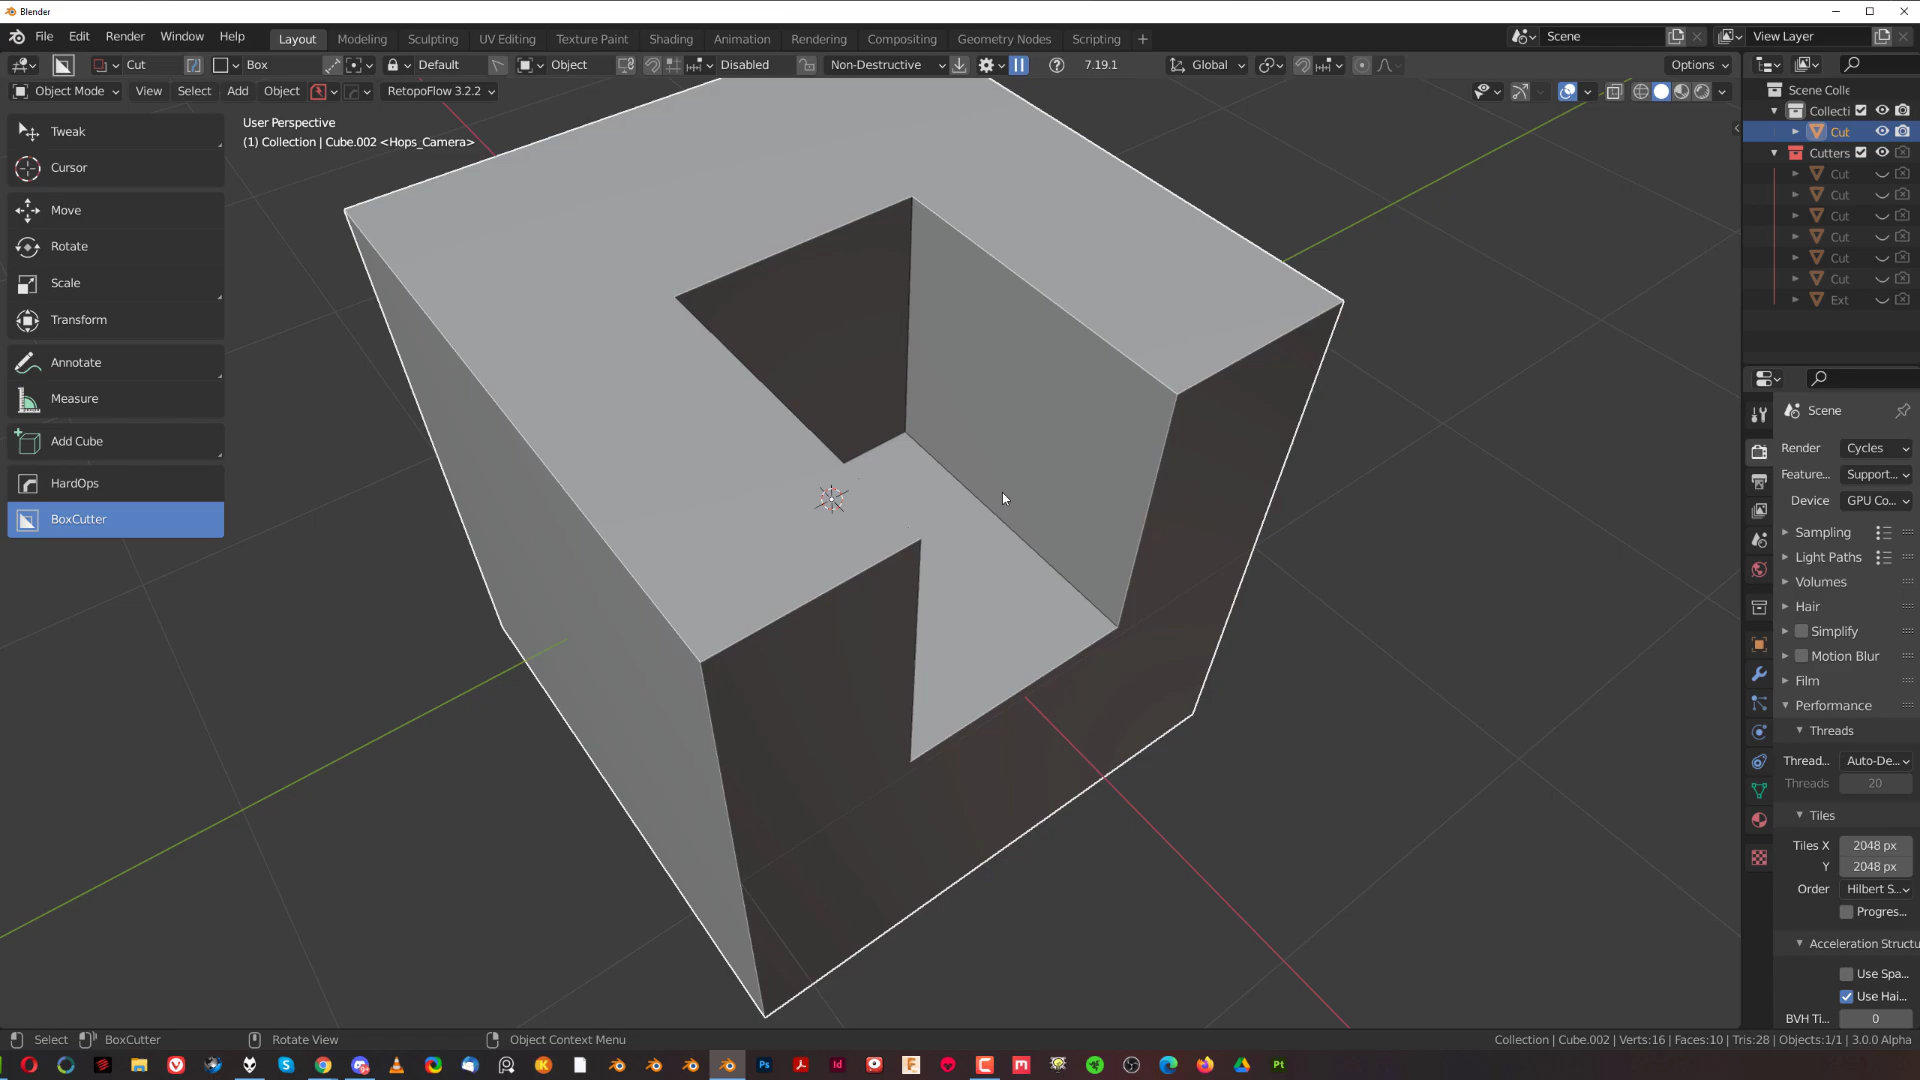 Blender
File Edit Render Window Help Layout Modeling Sculpting UV Editing Texture Paint Shading Animation Rendering Compositing Geometry Nodes Scripting + Scene View Layer
Cut Box Default Object Disabled Non-Destructive 7.19.1 Global Options
Object Mode View Select Add Object RetopoFlow 3.2.2
User Perspective
(1) Collection | Cube.002 <Hops_Camera>
Tweak
Cursor
Move
Rotate
Scale
Transform
Annotate
Measure
Add Cube
HardOps
BoxCutter
Scene Colle
Collecti
Cut
Cutters
Cut
Cut
Cut
Cut
Cut
Cut
Ext
Scene
Render Cycles
Feature... Support...
Device GPU Co...
Sampling
Light Paths
Volumes
Hair
Simplify
Motion Blur
Film
Performance
Threads
Thread... Auto-De...
Threads 20
Tiles
Tiles X 2048 px
Y 2048 px
Order Hilbert S...
Progres...
Acceleration Structu
Use Spa...
Use Hai...
BVH Ti... 0
Select BoxCutter Rotate View Object Context Menu Collection | Cube.002 | Verts:16 | Faces:10 | Tris:28 | Objects:1/1 | 3.0.0 Alpha
Ps Id F m Pt